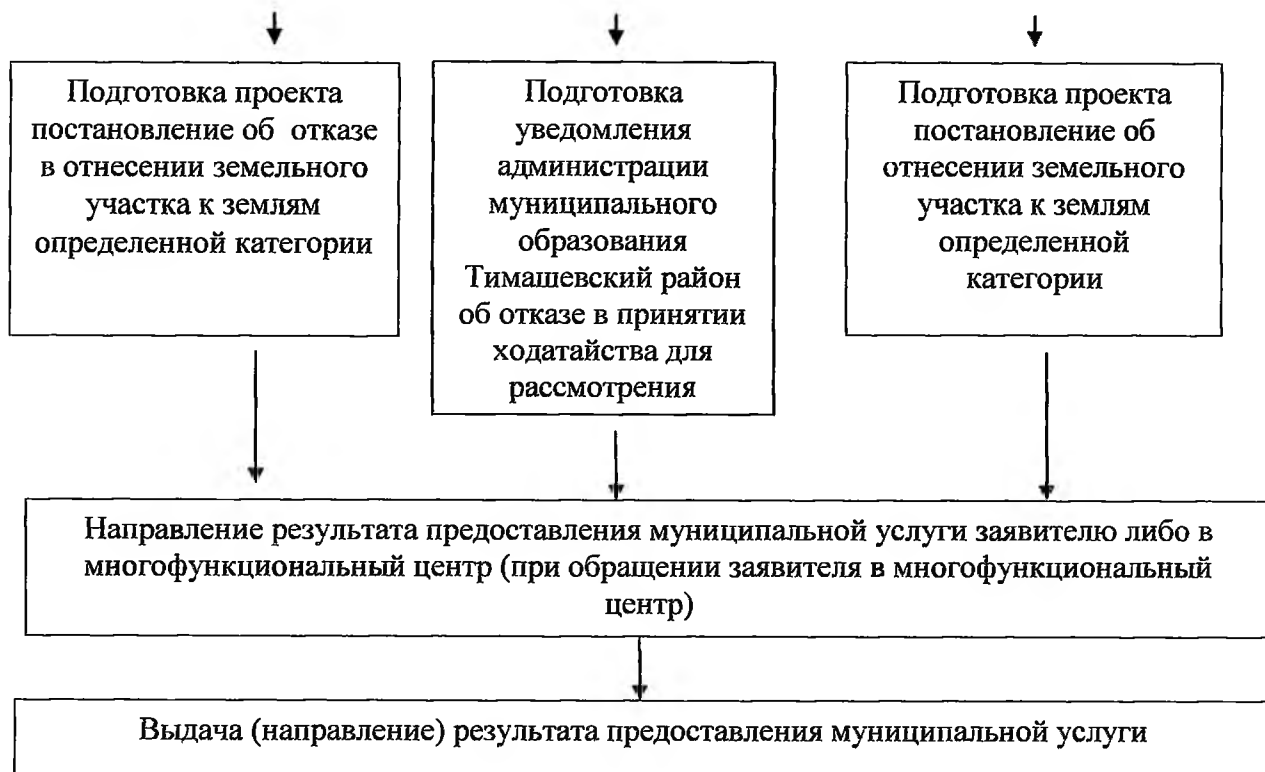 Подготовка проекта
постановление об отказе
в отнесении земельного
участка к землям
определенной категории
Подготовка
уведомления
администрации
муниципального
образования
Тимашевский район
об отказе в принятии
ходатайства для
рассмотрения
Подготовка проекта
постановление об
отнесении земельного
участка к землям
определенной
категории
Направление результата предоставления муниципальной услуги заявителю либо в
многофункциональный центр (при обращении заявителя в многофункциональный
центр)
Выдача (направление) результата предоставления муниципальной услуги